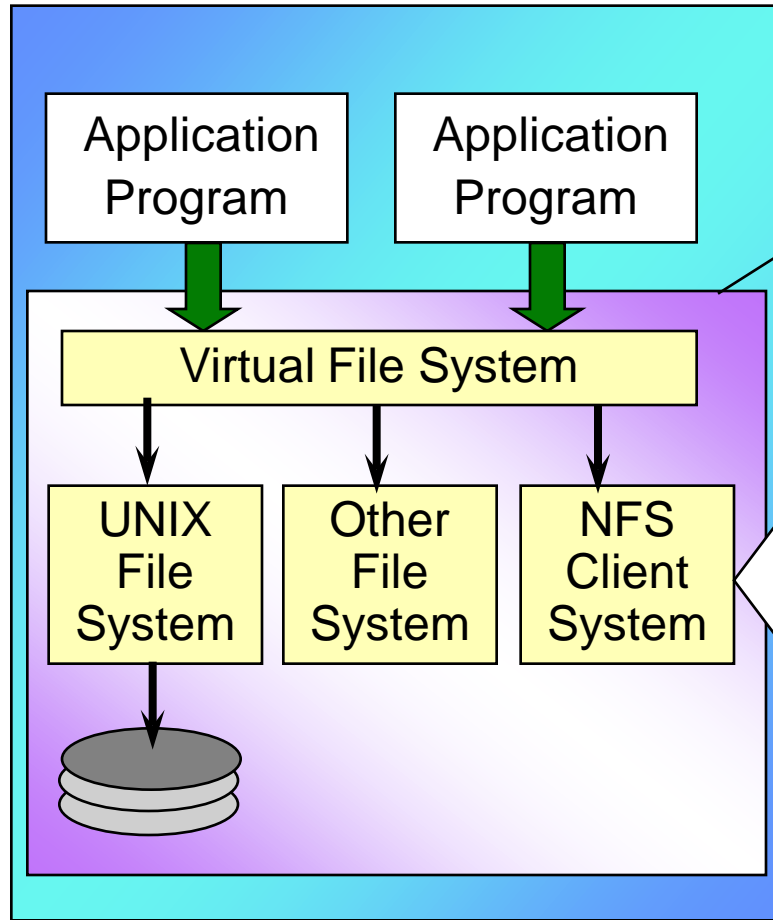 Application
Program
Application
Program
Virtual File System
UNIX
File
System
Other
File
System
NFS
Client
System